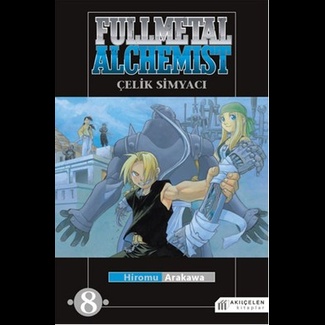 FULLMETAL
ALCHEMIST
ÇELİK SİMYACI
Hiromu Arakawa
8
AKILÇELEN
kitaplar